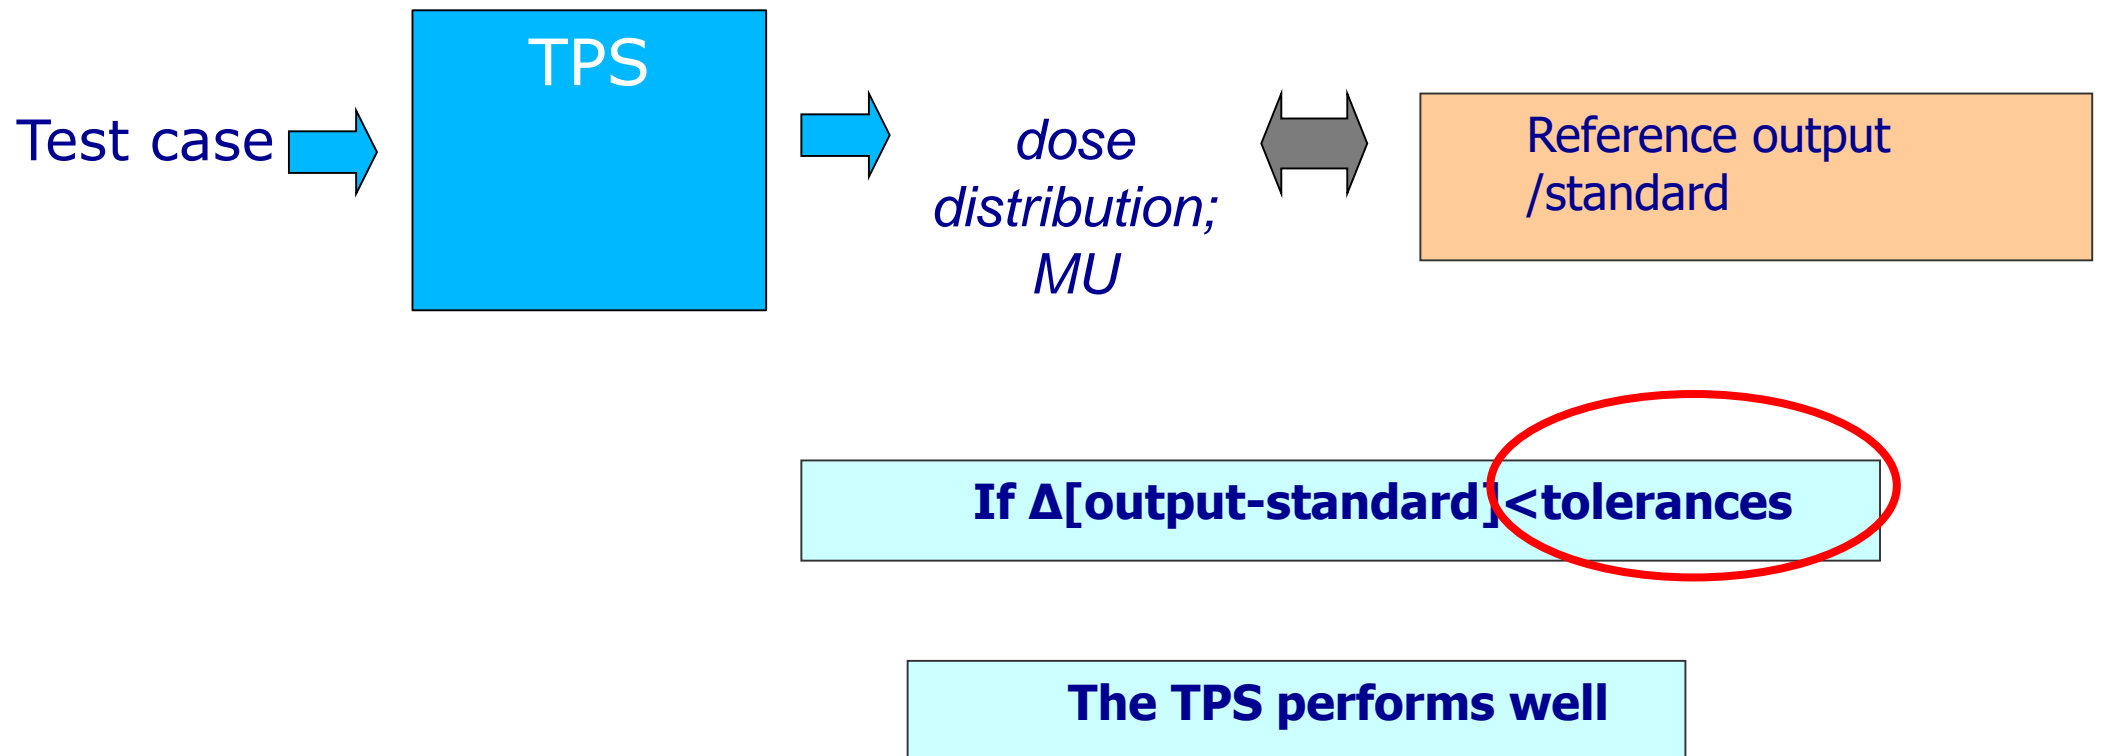 TPS
Test case
dose
distribution;
MU
Reference output
/standard
If Δ[output-standard]<tolerances
The TPS performs well